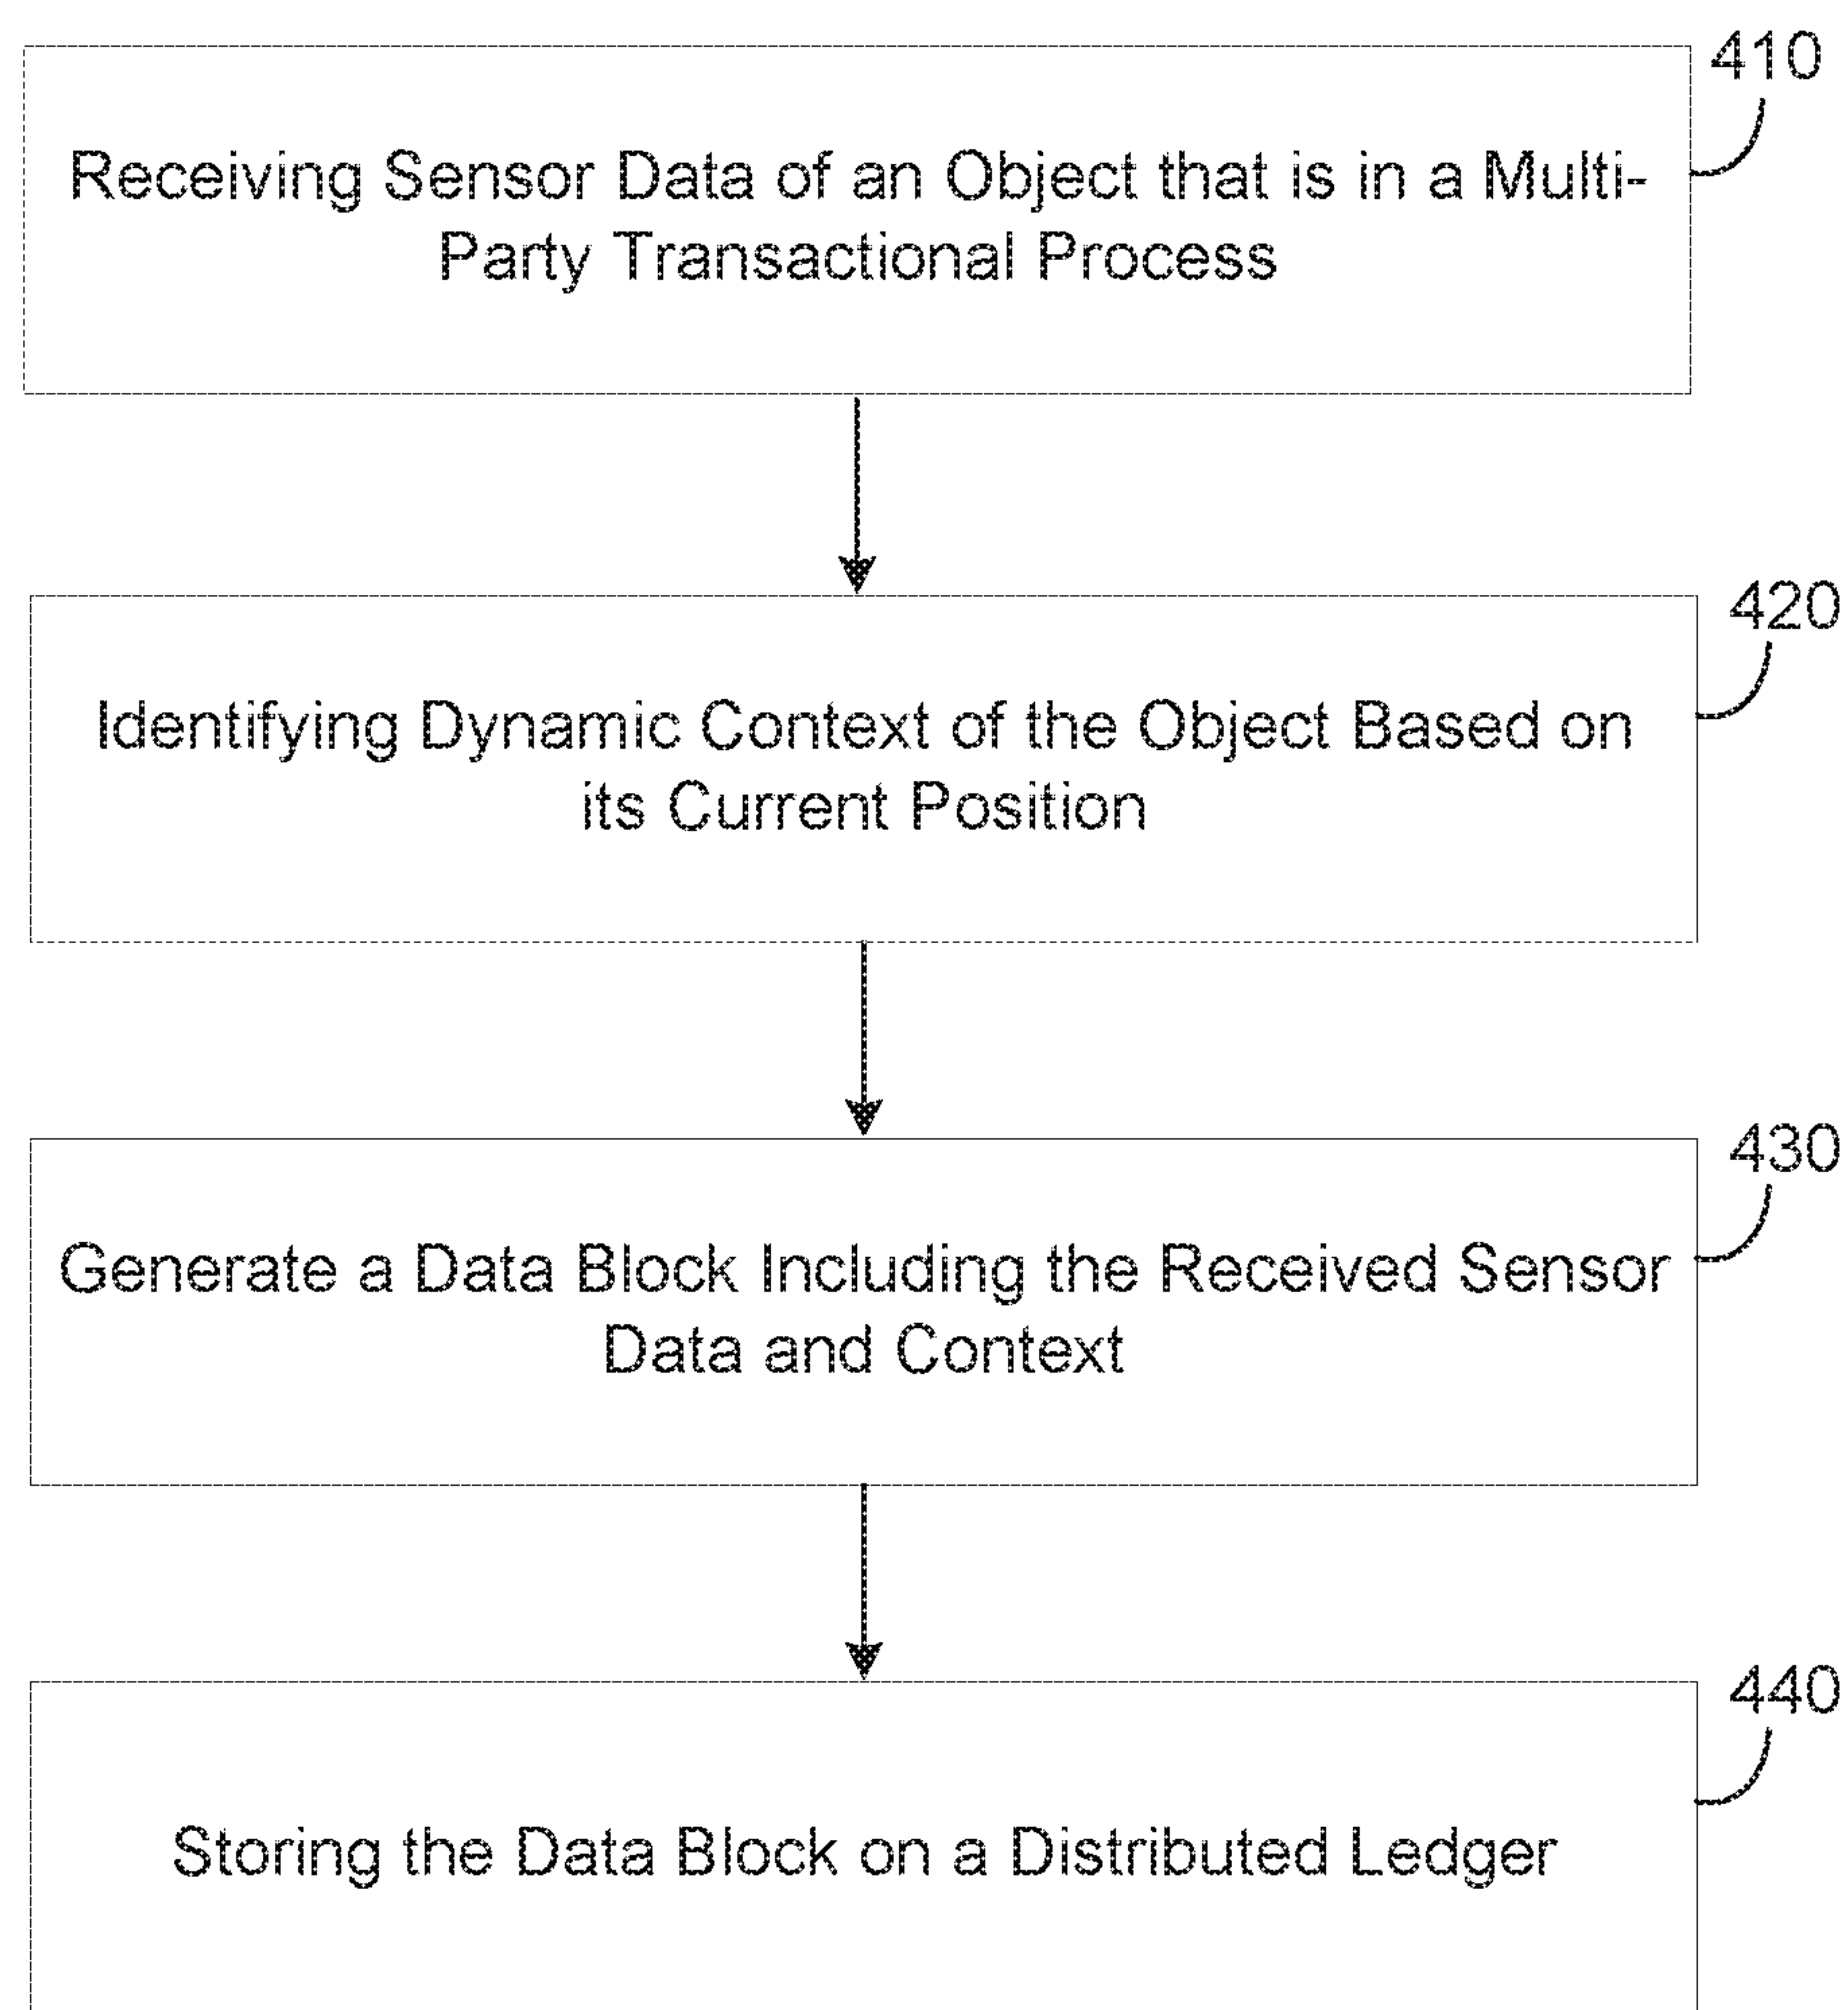 410
Receiving Sensor Data of an Object that is in a Multi-
Party Transactional Process
420
Identifying Dynamic Context of the Object Based on
its Current Position
430
Generate a Data Block Including the Received Sensor
Data and Context
440
Storing the Data Block on a Distributed Ledger